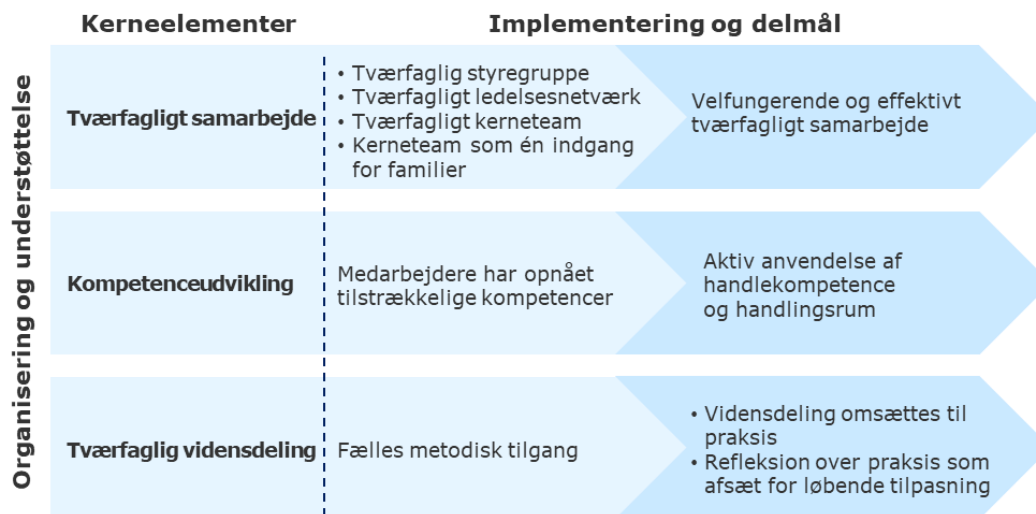 Kerneelementer
Implementering og delmål
Organisering og understøttelse
Tværfagligt samarbejde
• Tværfaglig styregruppe
• Tværfagligt ledelsesnetværk
• Tværfagligt kerneteam
• Kerneteam som én indgang
for familier
Velfungerende og effektivt
tværfagligt samarbejde
Kompetenceudvikling
Medarbejdere har opnået
tilstrækkelige kompetencer
Aktiv anvendelse af
handlekompetence
og handlingsrum
Tværfaglig vidensdeling
Fælles metodisk tilgang
• Vidensdeling omsættes til
praksis
• Refleksion over praksis som
afsæt for løbende tilpasning